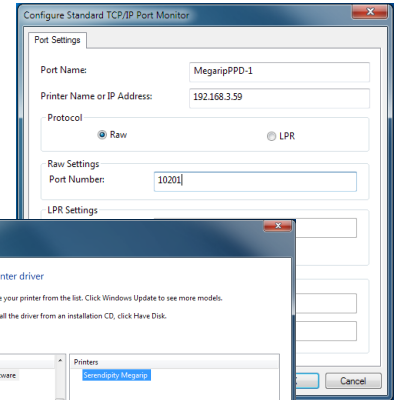 Configure Standard TCP/IP Port Monitor
Port Settings
Port Name: MegaripPPD-1
Printer Name or IP Address: 192.168.3.59
Protocol
Raw LPR
Raw Settings
Port Number: 10201
LPR Settings
nter driver
e your printer from the list. Click Windows Update to see more models.
all the driver from an installation CD, click Have Disk.
Printers
ware Serendipity Megarip
Cancel